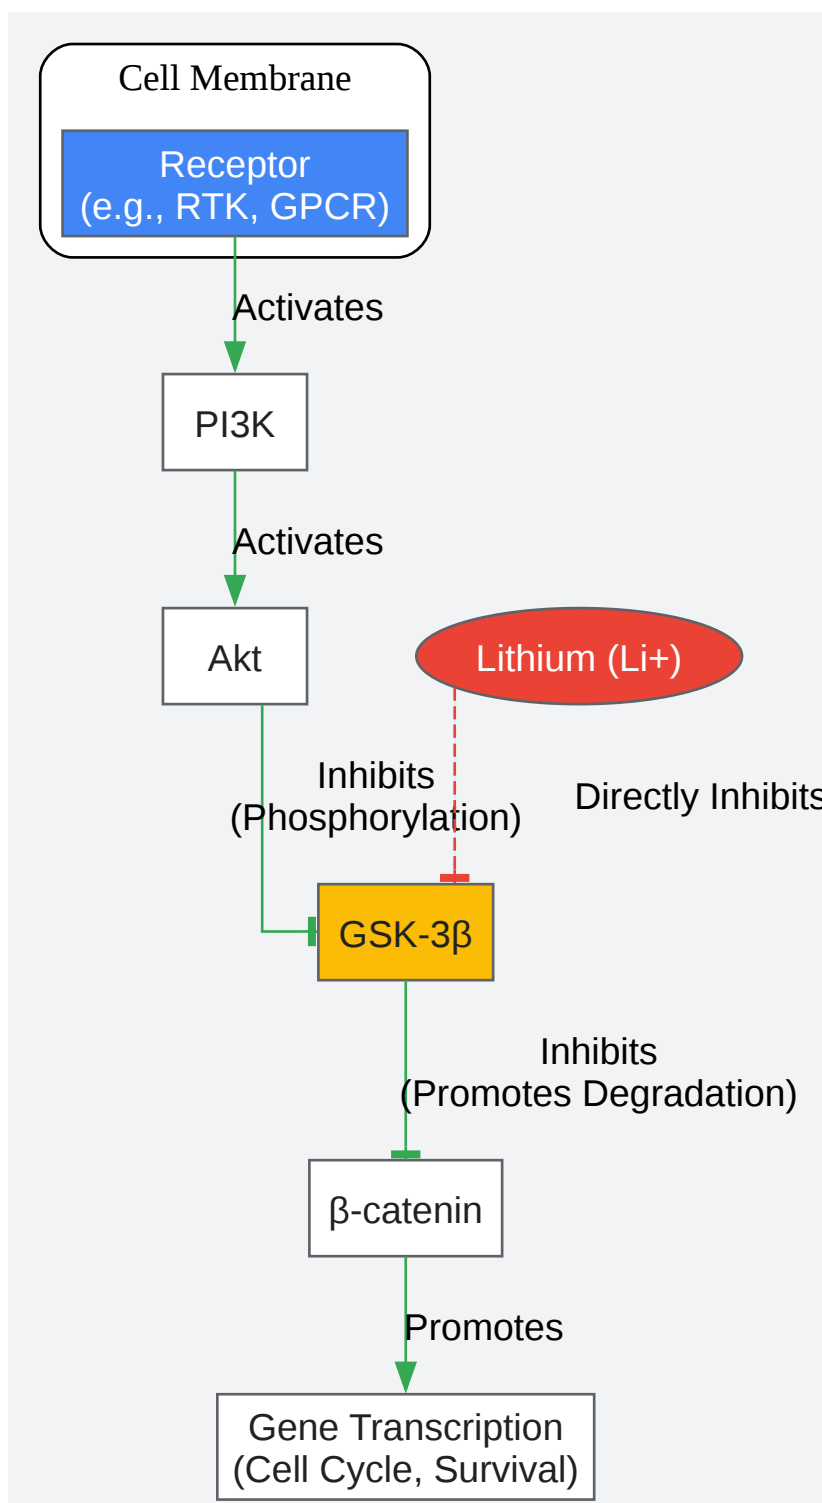 Cell Membrane
Receptor
(e.g., RTK, GPCR)
Activates
PI3K
Activates
Akt
Lithium (Li+)
Inhibits
(Phosphorylation)
Directly Inhibits
GSK-3β
Inhibits
(Promotes Degradation)
β-catenin
Promotes
Gene Transcription
(Cell Cycle, Survival)